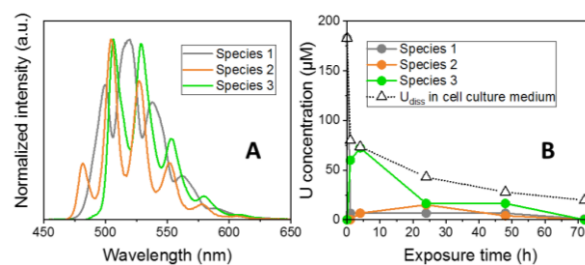 Normalized intensity (a.u.)
Species 1
Species 2
Species 3
A
450 500 550 600 650
Wavelength (nm)
U concentration (µM)
200
150
100
50
0
Species 1
Species 2
Species 3
U diss in cell culture medium
B
0 10 20 30 40 50 60 70
Exposure time (h)